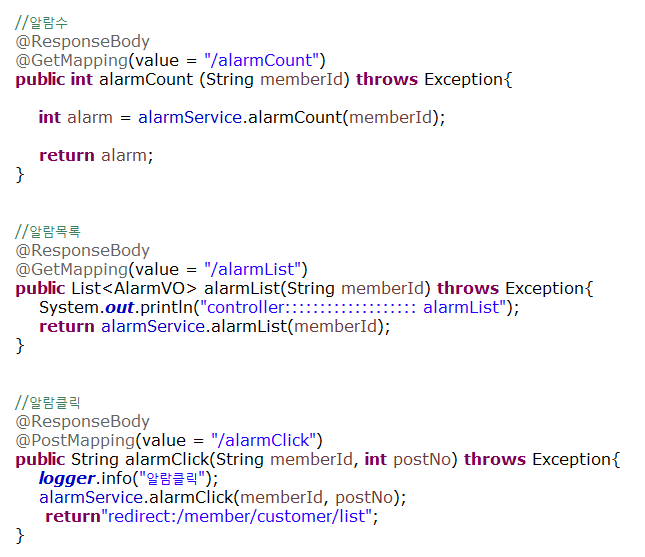 //알람수
@ResponseBody
@GetMapping(value = "/alarmCount")
public int alarmCount (String memberId) throws Exception{
int alarm = alarmService.alarmCount(memberId);
return alarm;
}
//알람목록
@ResponseBody
@GetMapping(value = "/alarmList")
public List<AlarmVO> alarmList(String memberId) throws Exception{
System.out.println("controller::::::::::::::::::: alarmList");
return alarmService.alarmList(memberId);
}
//알람클릭
@ResponseBody
@PostMapping(value = "/alarmClick")
public String alarmClick(String memberId, int postNo) throws Exception{
logger.info("알람클릭");
alarmService.alarmClick(memberId, postNo);
return"redirect:/member/customer/list";
}